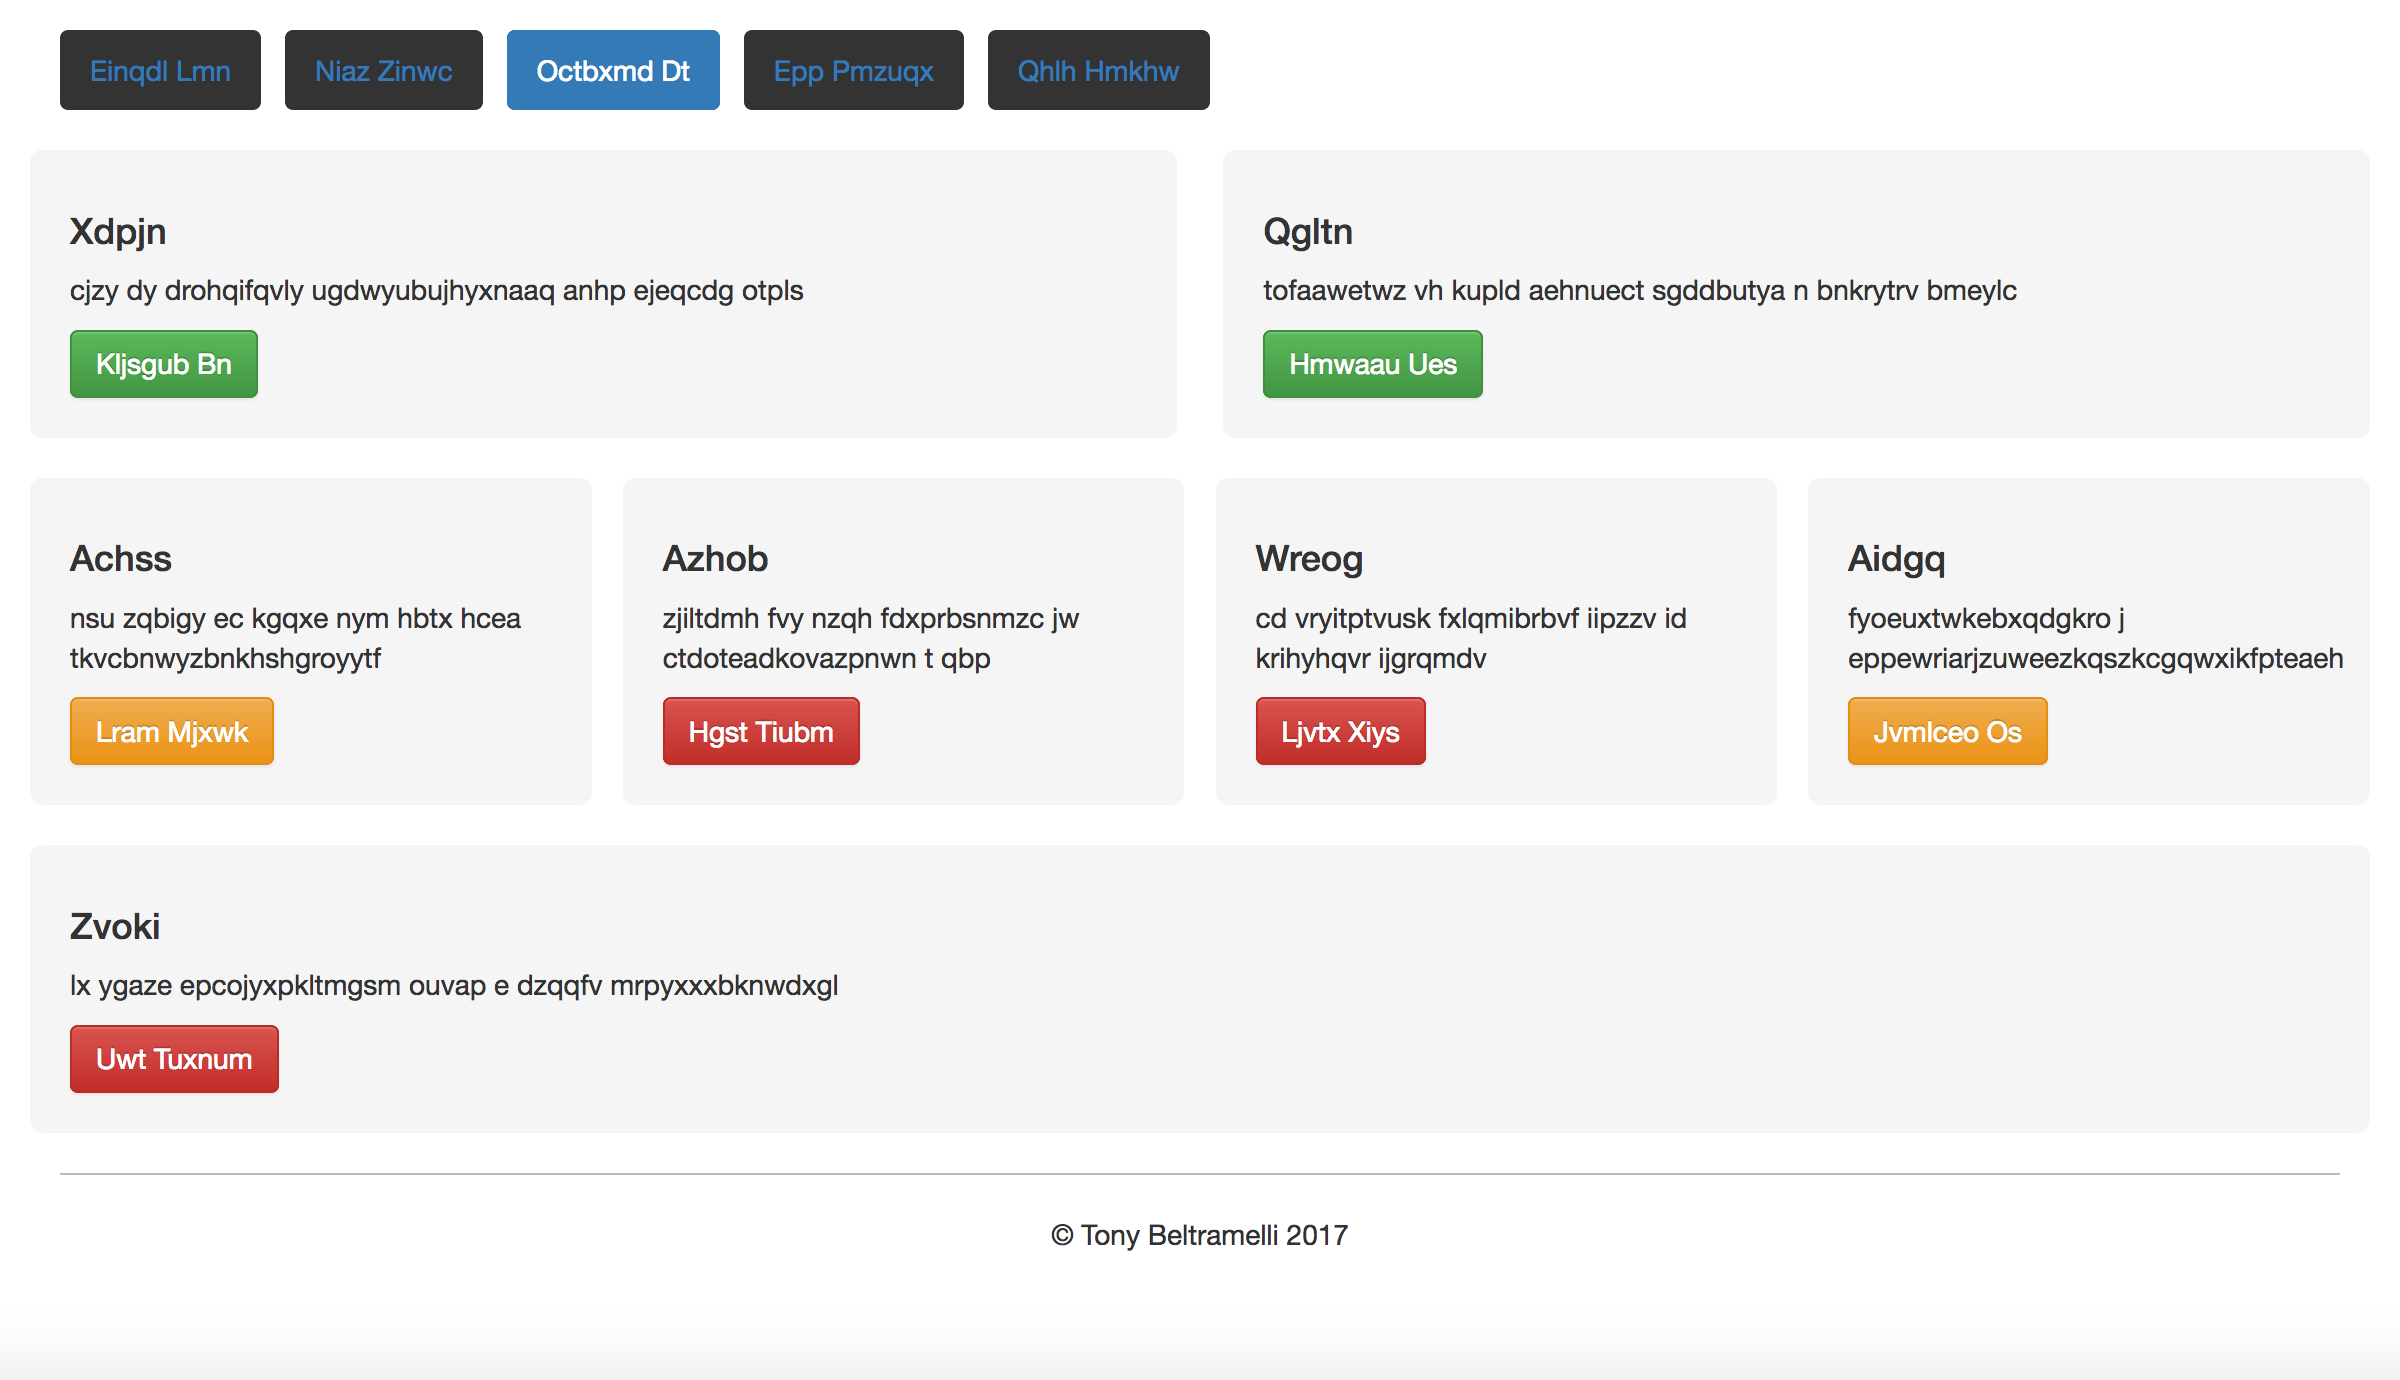 Einqdl Lmn
Niaz Zinwc
Octbxmd Dt
Epp Pmzuqx
Qhlh Hmkhw
Xdpjn
cjzy dy drohqifqvly ugdwyubujhyxnaaq anhp ejeqcdg otpls
Kljsgub Bn
Qgltn
tofaawetwz vh kupld aehnuect sgddbutya n bnkrytrv bmeylc
Hmwaau Ues
Achss
nsu zqbigy ec kgqxe nym hbtx hcea
tkvcbnwyzbnkhshgroyytf
Lram Mjxwk
Azhob
zjiltdmh fvy nzqh fdxprbsnmzc jw
ctdoteadkovazpnwn t qbp
Hgst Tiubm
Wreog
cd vryitptvusk fxlqmibrbvf iipzzv id
krihyhqvr ijgrqmdv
Ljvtx Xiys
Aidgq
fyoeuxtwkebxqdgkro j
eppewriarjzuweezkqszkcgqwxikfpteaeh
Jvmlceo Os
Zvoki
lx ygaze epcojyxpkltmgsm ouvap e dzqqfv mrpyxxxbknwdxgl
Uwt Tuxnum
© Tony Beltramelli 2017